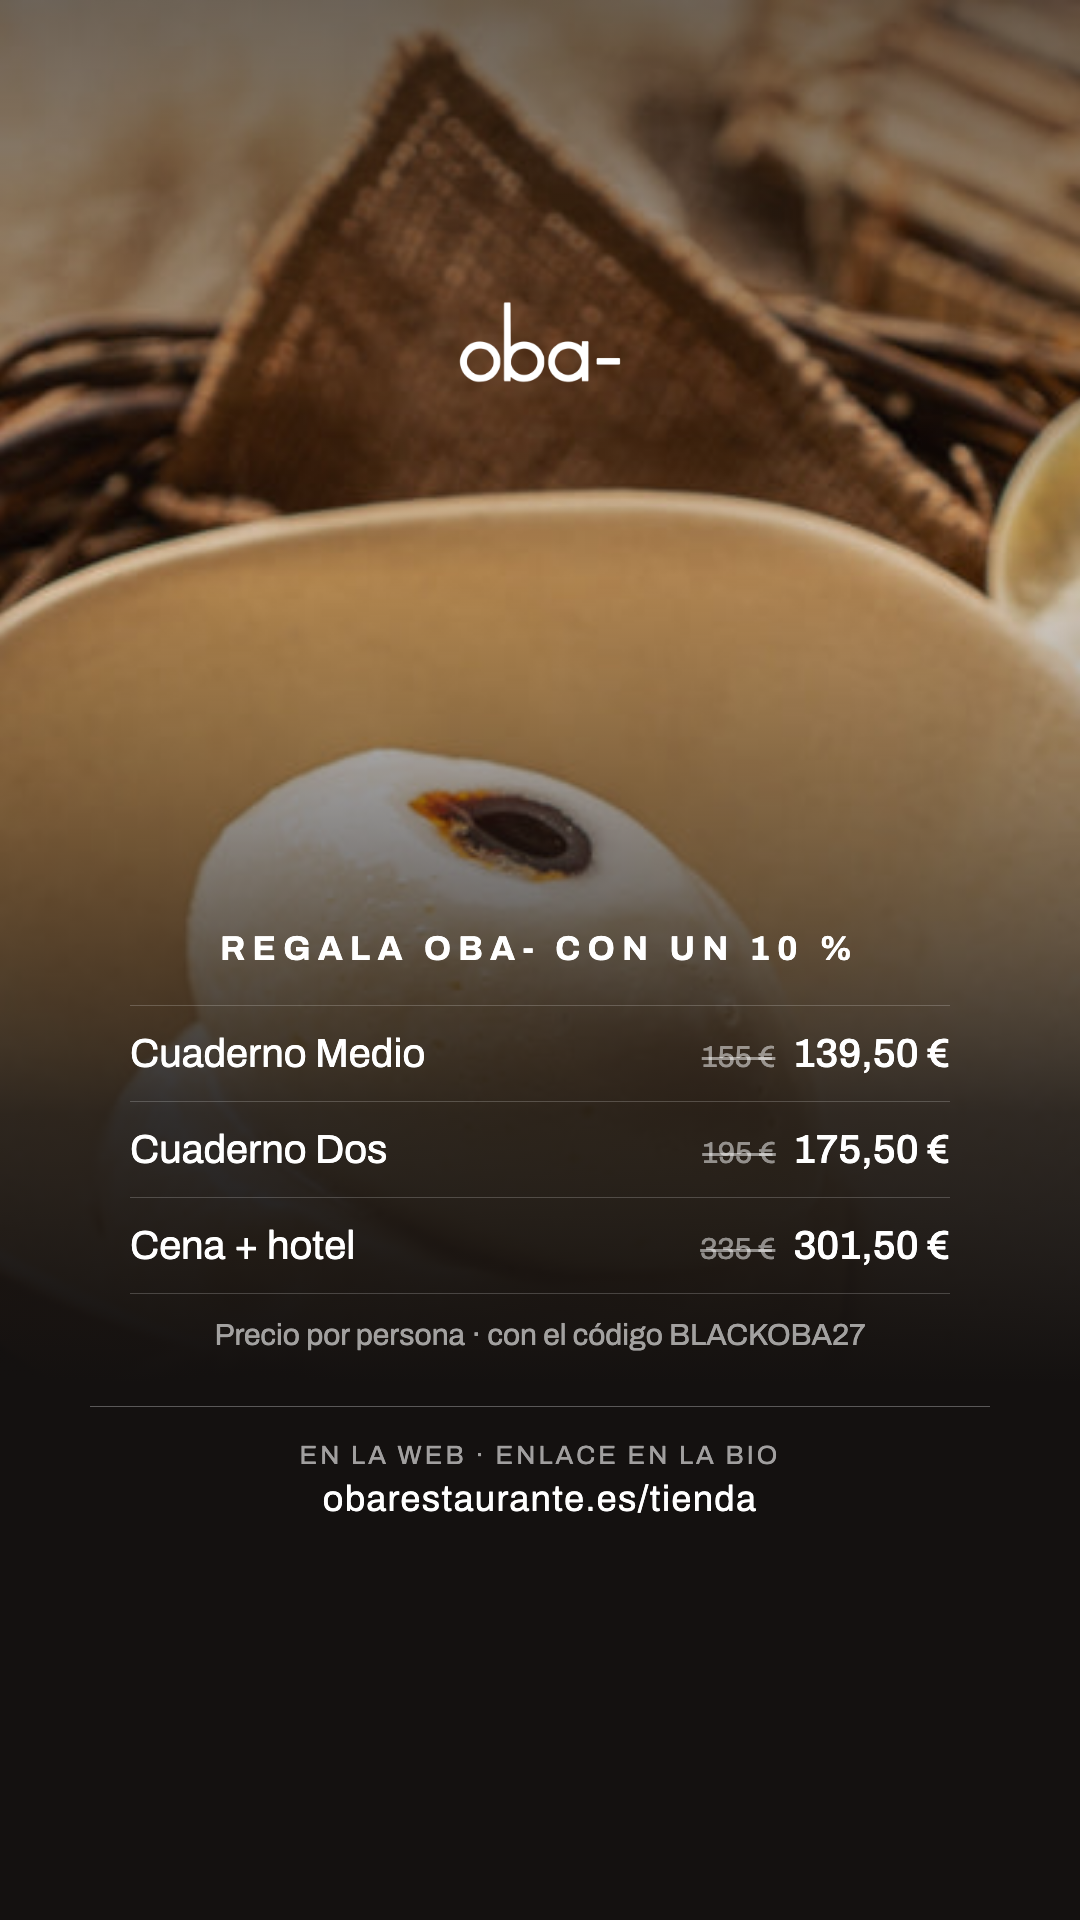 oba-
REGALA OBA- CON UN 10 %
Cuaderno Medio 155 € 139,50 €
Cuaderno Dos 195 € 175,50 €
Cena + hotel 335 € 301,50 €
Precio por persona · con el código BLACKOBA27
EN LA WEB · ENLACE EN LA BIO
obarestaurante.es/tienda